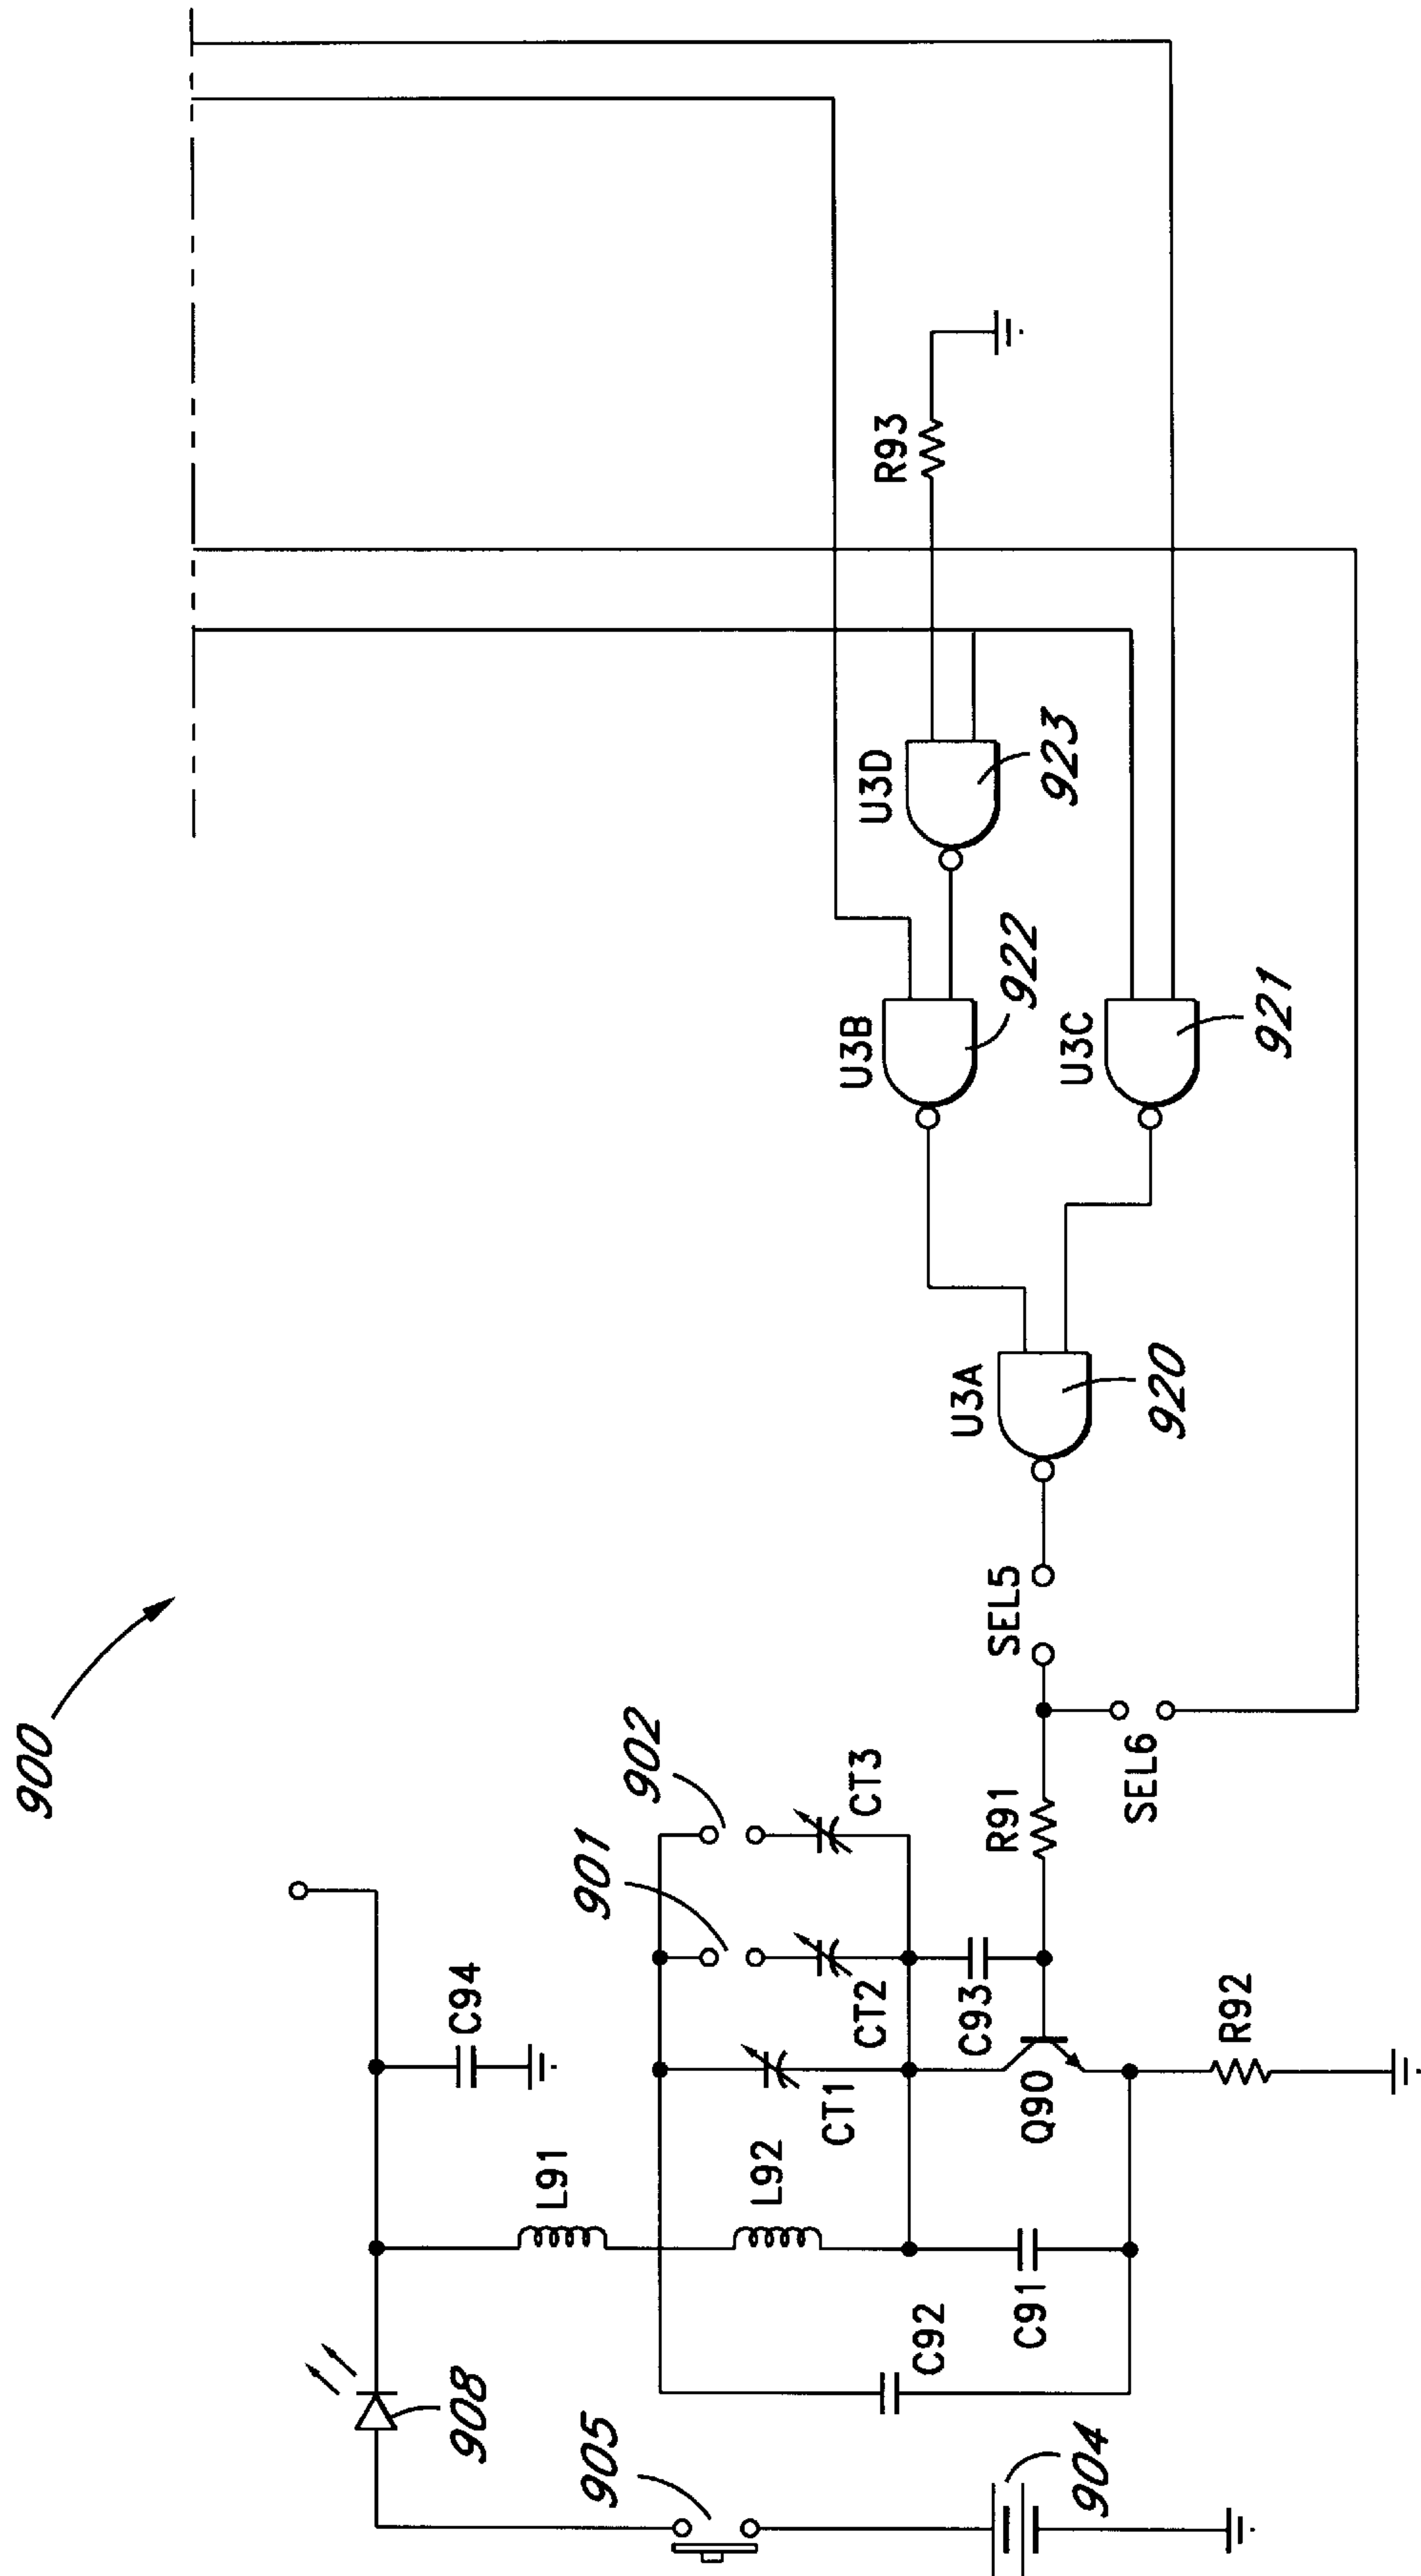 900
908
905
904
L91
C94
L92
C92
C91
901
902
CT1
CT2
CT3
C93
Q90
R92
R91
SEL6
SEL5
U3A
920
U3B
922
U3C
921
U3D
923
R93